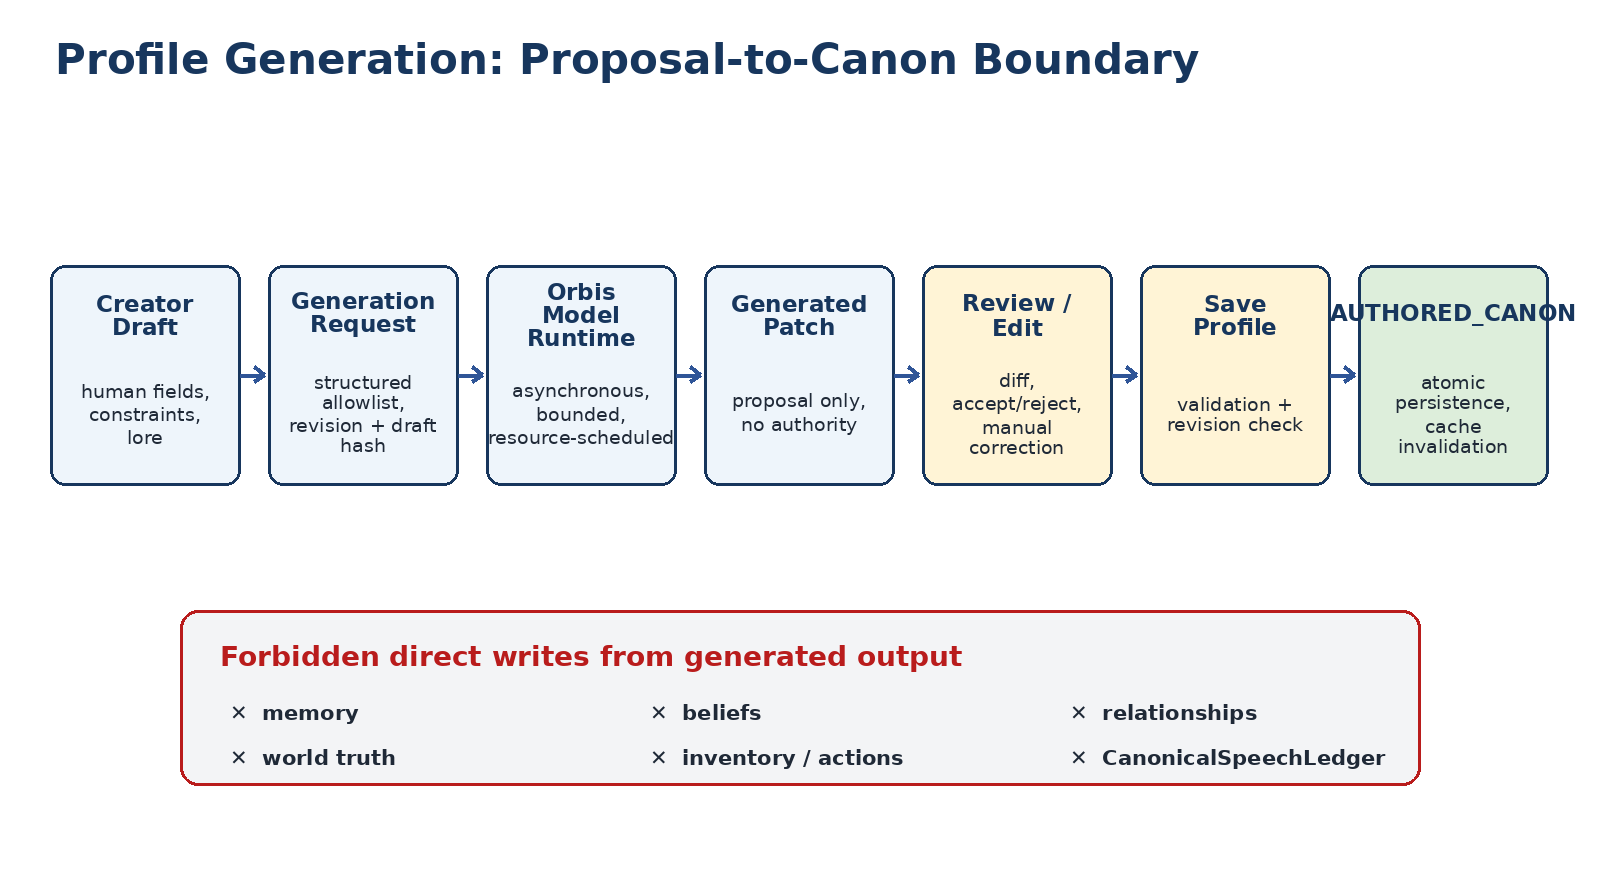 Profile Generation: Proposal-to-Canon Boundary
Creator
Draft
human fields,
constraints,
lore
Generation
Request
structured
allowlist,
revision + draft
hash
Orbis
Model
Runtime
asynchronous,
bounded,
resource-scheduled
Generated
Patch
proposal only,
no authority
Review /
Edit
diff,
accept/reject,
manual
correction
Save
Profile
validation +
revision check
AUTHORED_CANON
atomic
persistence,
cache
invalidation
Forbidden direct writes from generated output
✕ memory
✕ beliefs
✕ relationships
✕ world truth
✕ inventory / actions
✕ CanonicalSpeechLedger